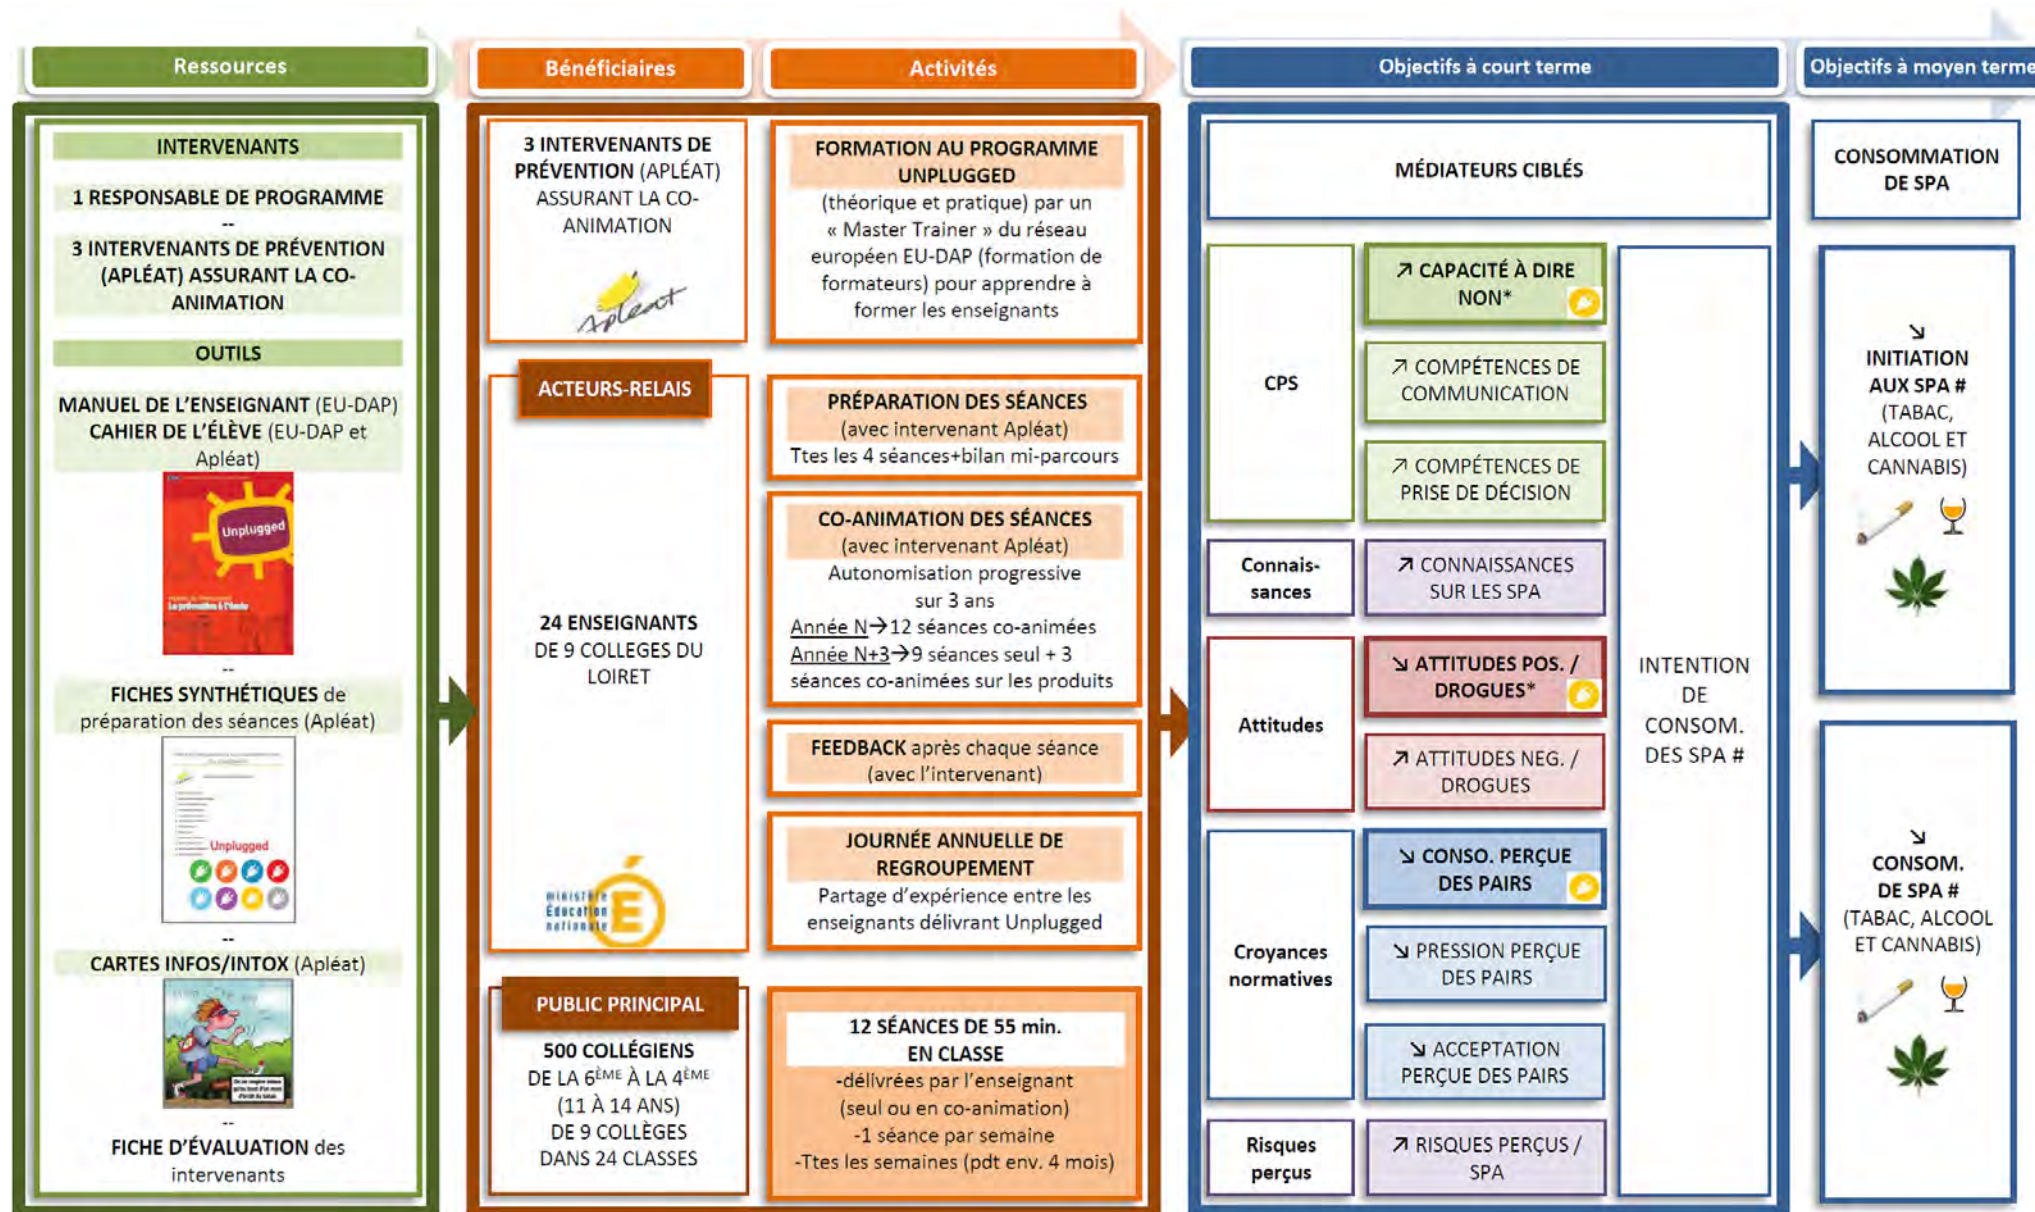 Ressources
Bénéficiaires
Activités
Objectifs à court terme
Objectifs à moyen terme
INTERVENANTS
1 RESPONSABLE DE PROGRAMME
--
3 INTERVENANTS DE PRÉVENTION
(APLÉAT) ASSURANT LA CO-
ANIMATION
OUTILS
MANUEL DE L'ENSEIGNANT (EU-DAP)
CAHIER DE L'ÉLÈVE (EU-DAP et
Apléat)
Unplugged
La prévention à l'école
--
FICHES SYNTHÉTIQUES de
préparation des séances (Apléat)
Unplugged
--
CARTES INFOS/INTOX (Apléat)
--
FICHE D'ÉVALUATION des
intervenants
3 INTERVENANTS DE
PRÉVENTION (APLÉAT)
ASSURANT LA CO-
ANIMATION
Apleat
ACTEURS-RELAIS
24 ENSEIGNANTS
DE 9 COLLEGES DU
LOIRET
ministère
Éducation
nationale
PUBLIC PRINCIPAL
500 COLLÉGIENS
DE LA 6ÈME À LA 4ÈME
(11 À 14 ANS)
DE 9 COLLÈGES
DANS 24 CLASSES
FORMATION AU PROGRAMME
UNPLUGGED
(théorique et pratique) par un
« Master Trainer » du réseau
européen EU-DAP (formation de
formateurs) pour apprendre à
former les enseignants
PRÉPARATION DES SÉANCES
(avec intervenant Apléat)
Ttes les 4 séances+bilan mi-parcours
CO-ANIMATION DES SÉANCES
(avec intervenant Apléat)
Autonomisation progressive
sur 3 ans
Année N→12 séances co-animées
Année N+3→9 séances seul + 3
séances co-animées sur les produits
FEEDBACK après chaque séance
(avec l'intervenant)
JOURNÉE ANNUELLE DE
REGROUPEMENT
Partage d'expérience entre les
enseignants délivrant Unplugged
12 SÉANCES DE 55 min.
EN CLASSE
-délivrées par l'enseignant
(seul ou en co-animation)
-1 séance par semaine
-Ttes les semaines (pdt env. 4 mois)
MÉDIATEURS CIBLÉS
CPS
↗ CAPACITÉ À DIRE
NON*
↗ COMPÉTENCES DE
COMMUNICATION
↗ COMPÉTENCES DE
PRISE DE DÉCISION
Connais-
sances
↗ CONNAISSANCES
SUR LES SPA
Attitudes
↘ ATTITUDES POS. /
DROGUES*
↗ ATTITUDES NEG. /
DROGUES
Croyances
normatives
↘ CONSO. PERÇUE
DES PAIRS
↘ PRESSION PERÇUE
DES PAIRS
↘ ACCEPTATION
PERÇUE DES PAIRS
Risques
perçus
↗ RISQUES PERÇUS /
SPA
INTENTION
DE
CONSOM.
DES SPA #
CONSOMMATION
DE SPA
↘
INITIATION
AUX SPA #
(TABAC,
ALCOOL ET
CANNABIS)
↘
CONSOM.
DE SPA #
(TABAC, ALCOOL
ET CANNABIS)